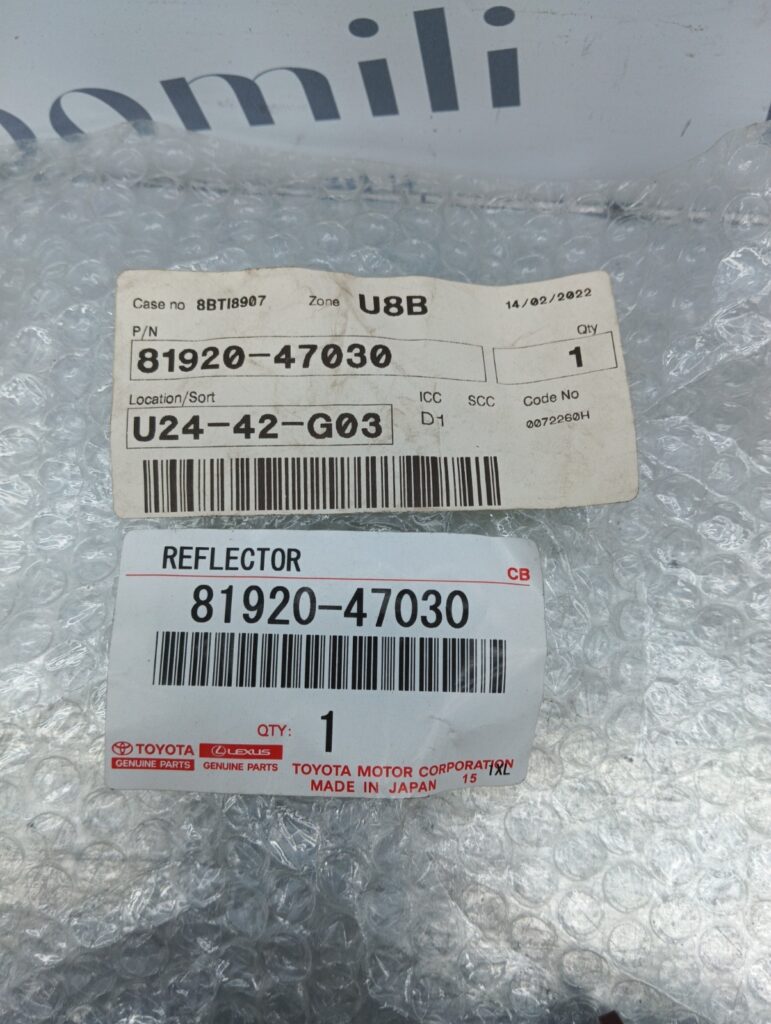 omili
Case no 8BTI8907 Zone U8B 14/02/2022
P/N Qty
81920-47030 1
Location/Sort ICC SCC Code No
U24-42-G03 D1 0072260H
REFLECTOR
CB
81920-47030
QTY: 1
TOYOTA LEXUS
GENUINE PARTS GENUINE PARTS
TOYOTA MOTOR CORPORATION
MADE IN JAPAN 15 1XL